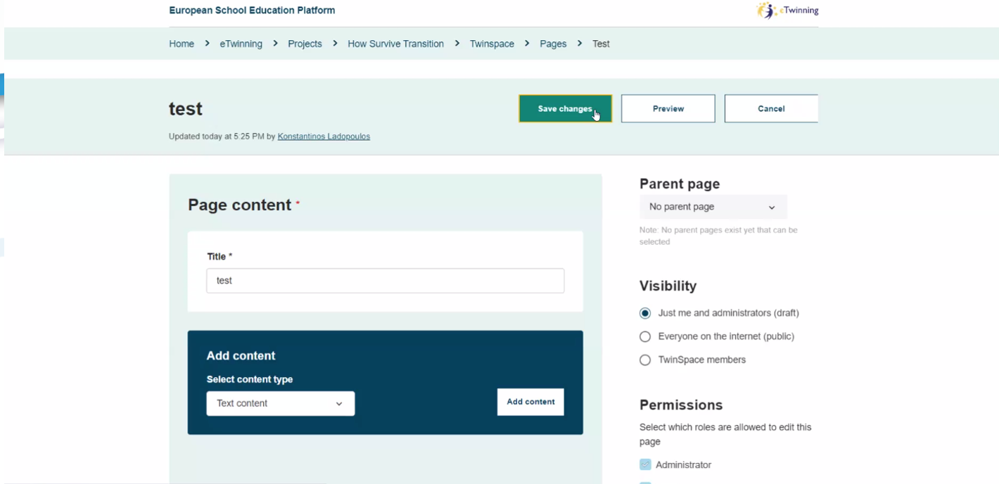 European School Education Platform
eTwinning
Home > eTwinning > Projects > How Survive Transition > Twinspace > Pages > Test
test
Save changes
Preview
Cancel
Updated today at 5:25 PM by Konstantinos Ladopoulos
Page content *
Title *
test
Add content
Select content type
Text content
Add content
Parent page
No parent page
Note: No parent pages exist yet that can be
selected
Visibility
Just me and administrators (draft)
Everyone on the internet (public)
TwinSpace members
Permissions
Select which roles are allowed to edit this
page
Administrator